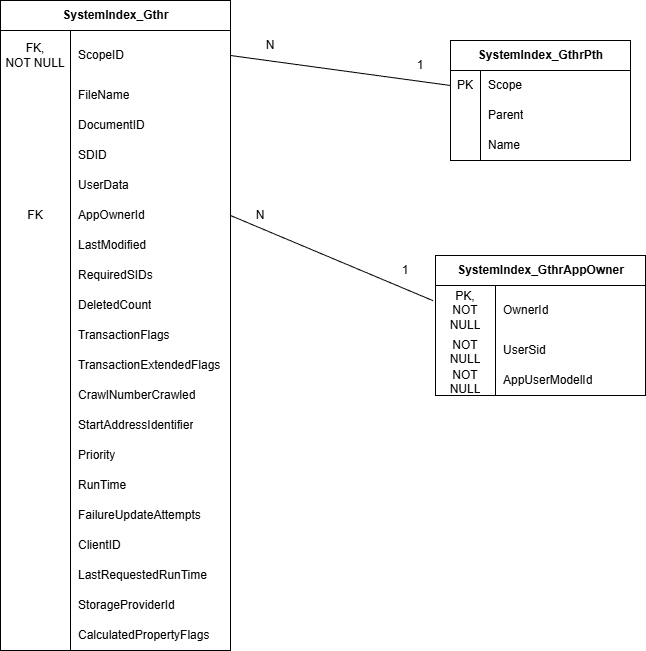 SystemIndex_Gthr
FK,
NOT NULL
ScopeID
FileName
DocumentID
SDID
UserData
FK
AppOwnerId
LastModified
RequiredSIDs
DeletedCount
TransactionFlags
TransactionExtendedFlags
CrawlNumberCrawled
StartAddressIdentifier
Priority
RunTime
FailureUpdateAttempts
ClientID
LastRequestedRunTime
StorageProviderId
CalculatedPropertyFlags
N
1
SystemIndex_GthrPth
PK
Scope
Parent
Name
N
1
SystemIndex_GthrAppOwner
PK,
NOT
NULL
OwnerId
NOT
NULL
UserSid
NOT
NULL
AppUserModelId